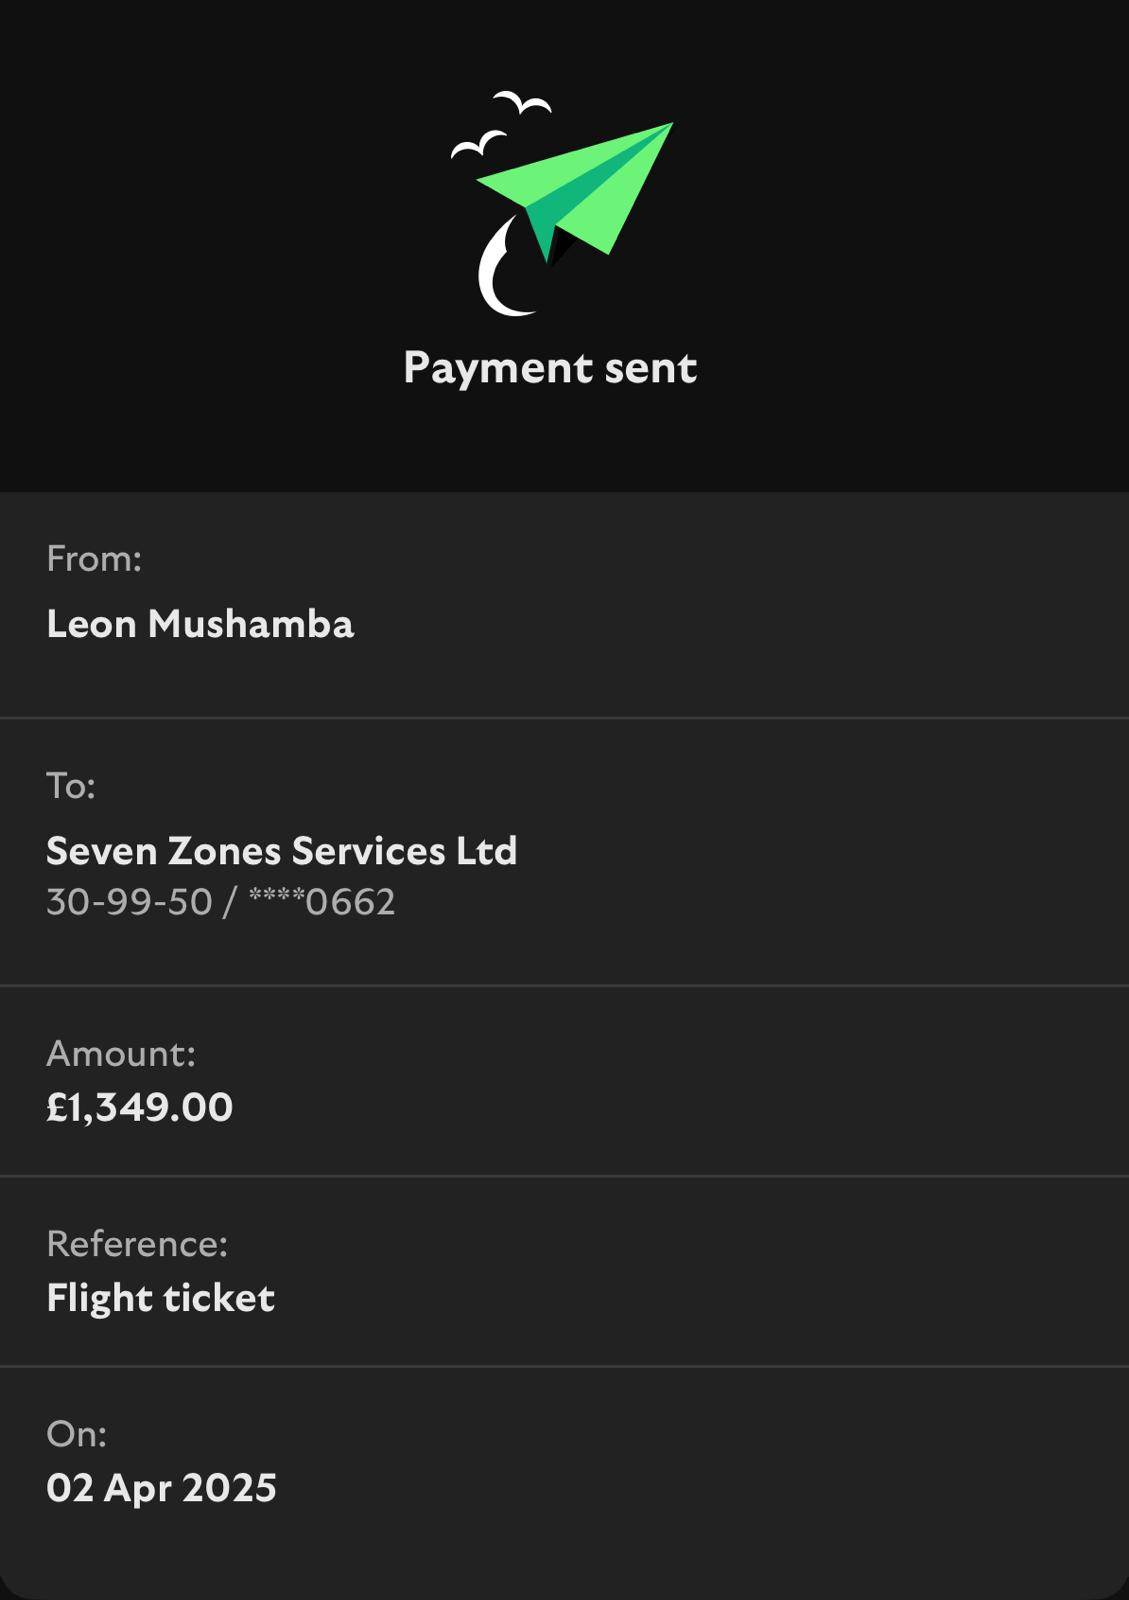 Payment sent
From:
Leon Mushamba
To:
Seven Zones Services Ltd
30-99-50 / ****0662
Amount:
£1,349.00
Reference:
Flight ticket
On:
02 Apr 2025